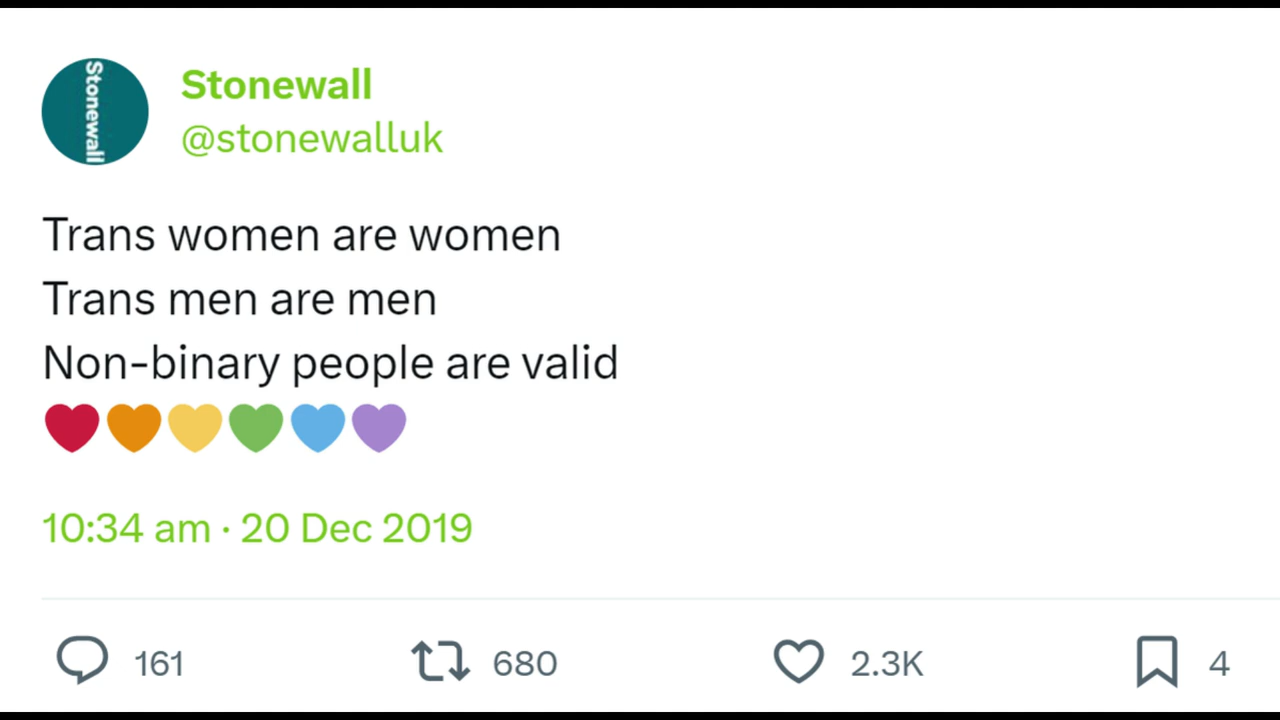 Stonewall
Stonewall
@stonewalluk
Trans women are women
Trans men are men
Non-binary people are valid
❤️🧡💛💚💙💜
10:34 am · 20 Dec 2019
161 680 2.3K 4